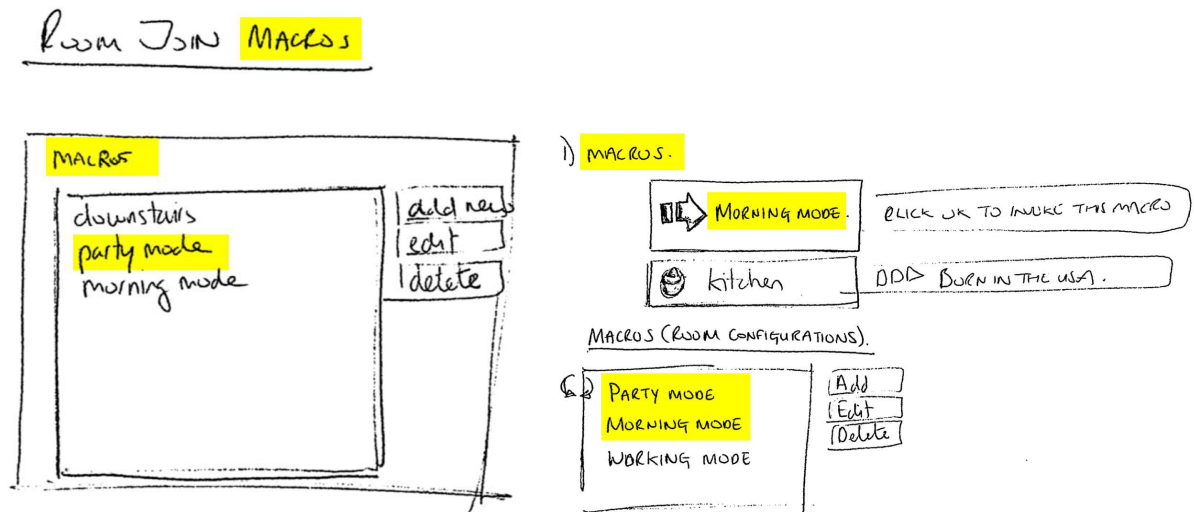 ROOM JOIN MACROS
MACROS
downstairs
party mode
morning mode
add new
edit
delete
1) MACROS.
MORNING MODE.
CLICK OK TO INVOKE THIS MACRO
kitchen
BORN IN THE USA.
MACROS (ROOM CONFIGURATIONS).
PARTY MODE
MORNING MODE
WORKING MODE
Add
Edit
Delete